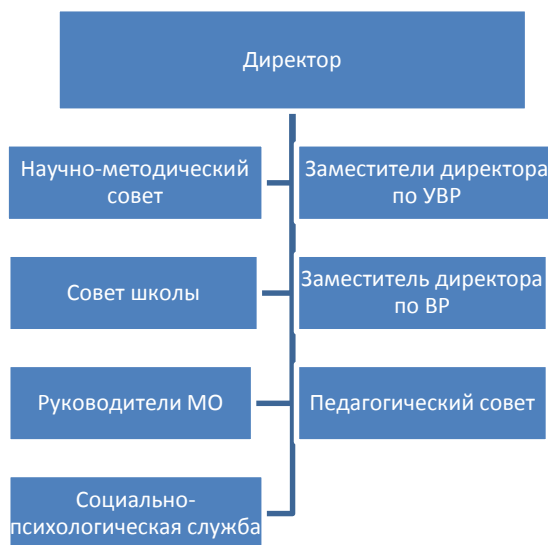 Директор
Научно-методический
совет
Заместители директора
по УВР
Совет школы
Заместитель директора
по ВР
Руководители МО
Педагогический совет
Социально-
психологическая служба